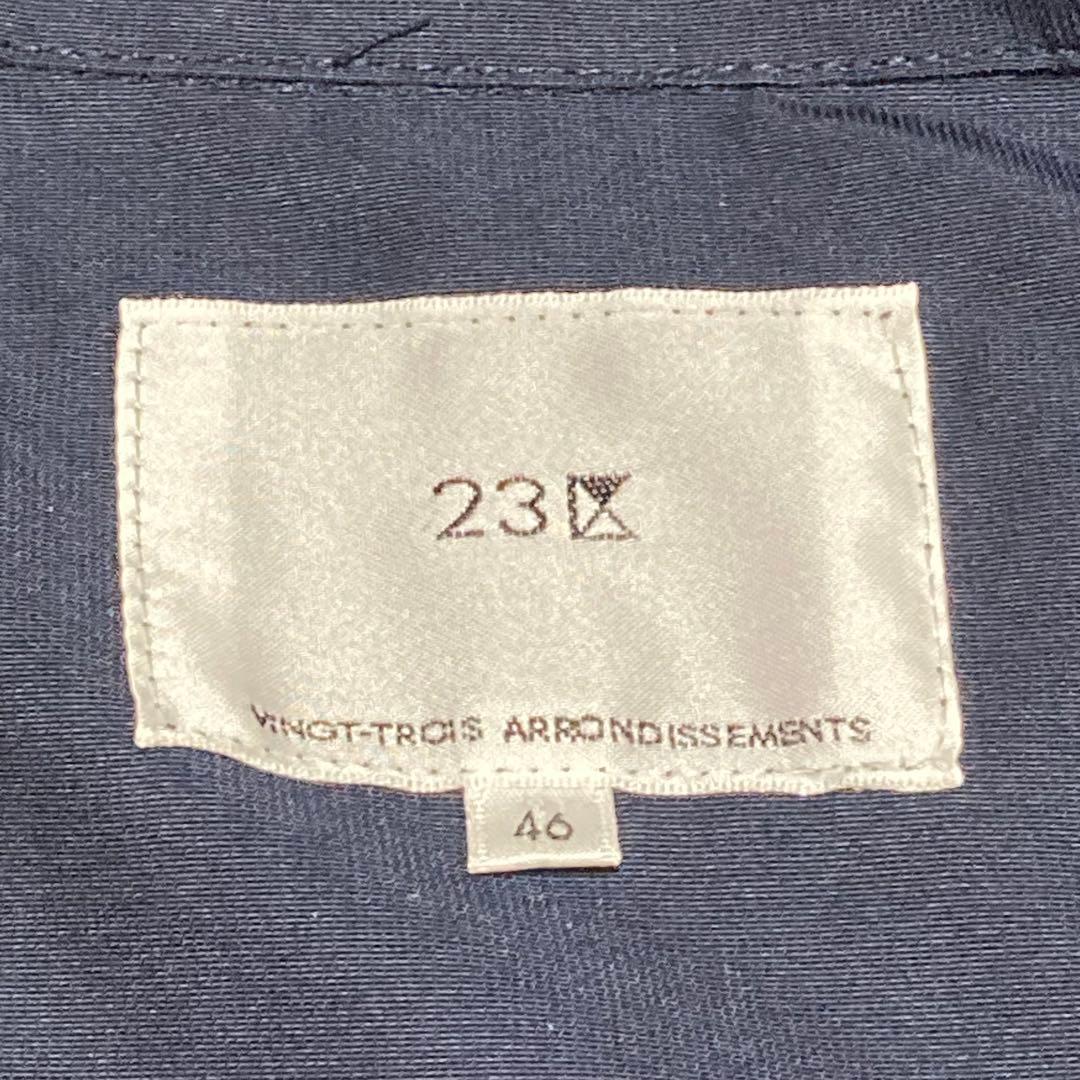 23区
VINGT-TROIS ARRONDISSEMENTS
46